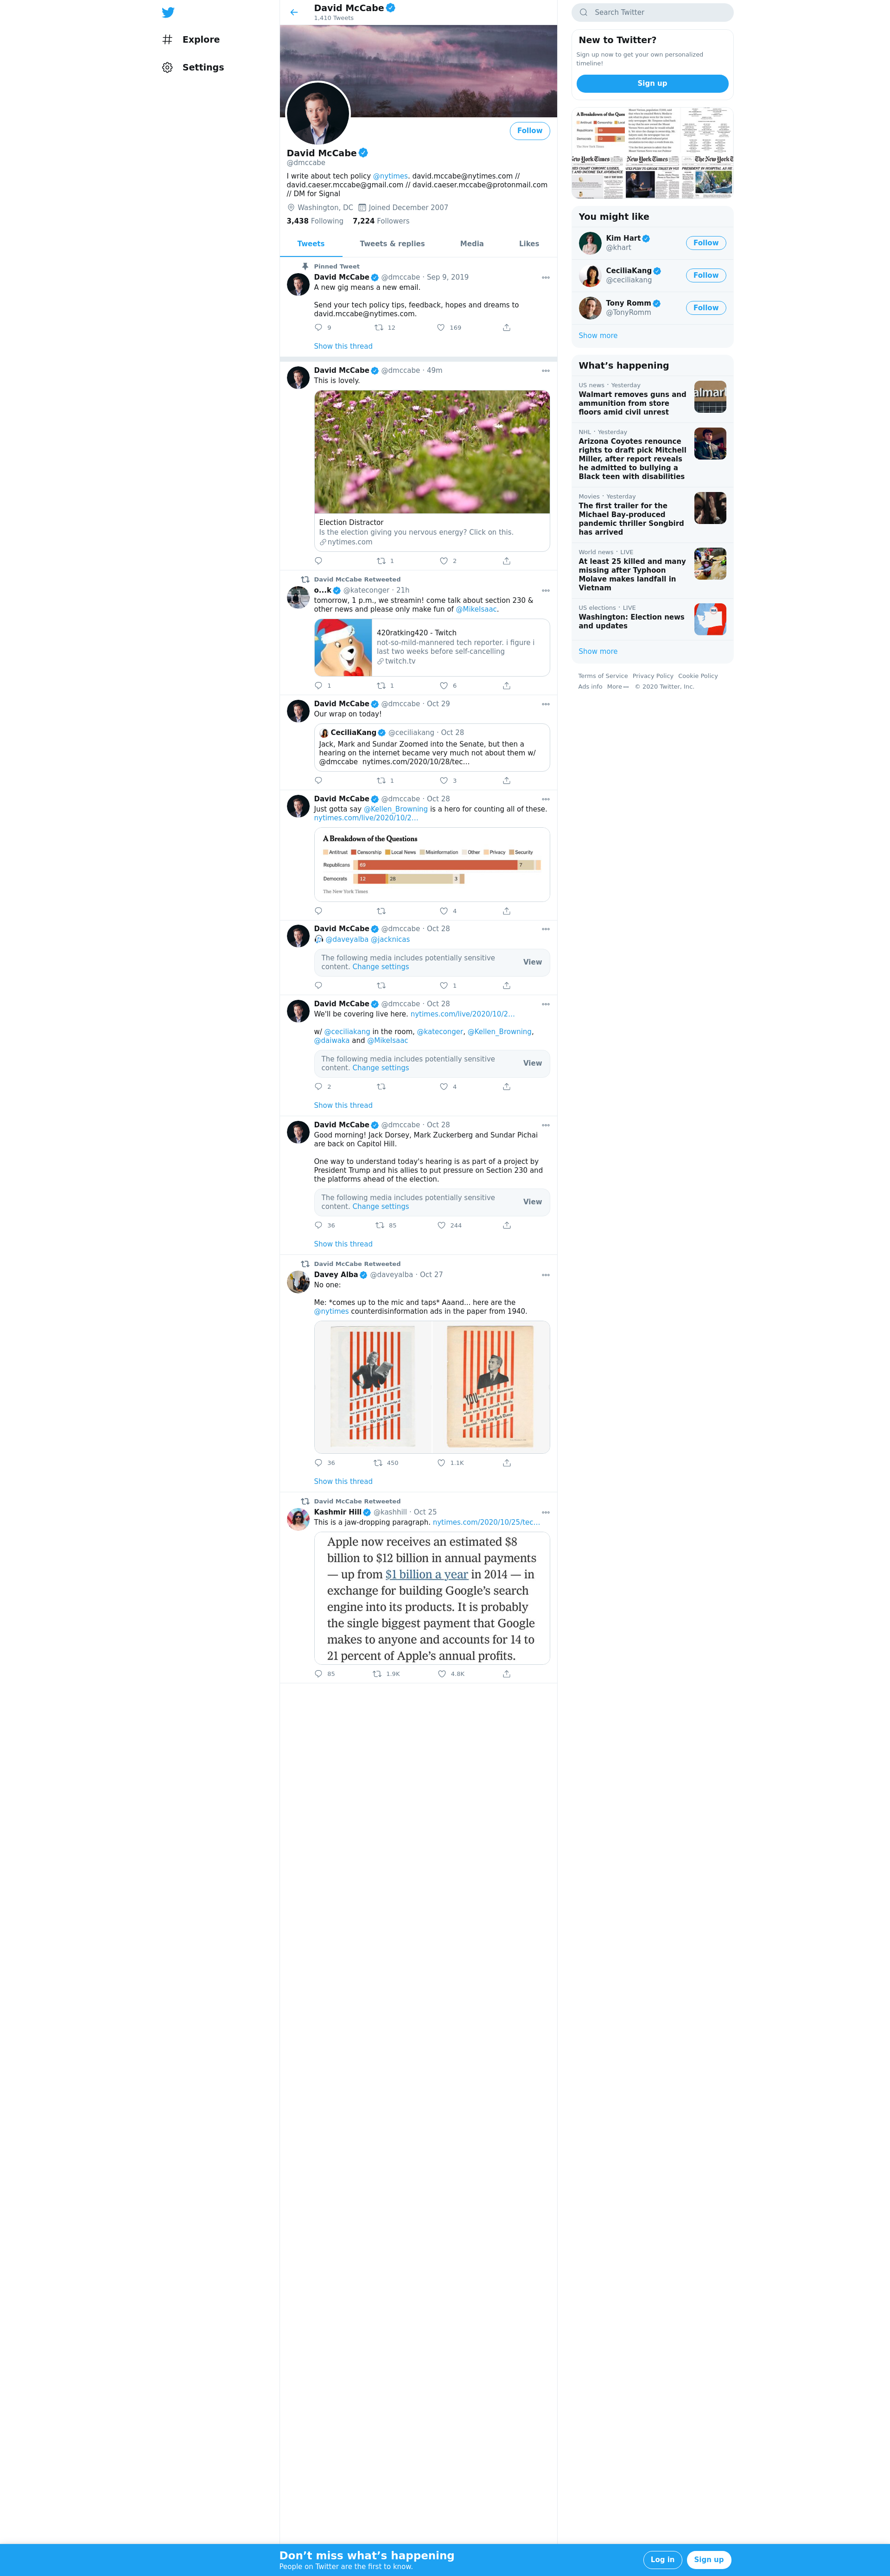 Explore
Settings
David McCabe
1,410 Tweets
Follow
David McCabe
@dmccabe
I write about tech policy @nytimes. david.mccabe@nytimes.com //
david.caeser.mccabe@gmail.com // david.caeser.mccabe@protonmail.com
// DM for Signal
Washington, DC Joined December 2007
3,438 Following 7,224 Followers
Tweets Tweets & replies Media Likes
Pinned Tweet
David McCabe @dmccabe · Sep 9, 2019
A new gig means a new email.
Send your tech policy tips, feedback, hopes and dreams to
david.mccabe@nytimes.com.
9 12 169
Show this thread
David McCabe @dmccabe · 49m
This is lovely.
Election Distractor
Is the election giving you nervous energy? Click on this.
nytimes.com
1 2
David McCabe Retweeted
o...k @kateconger · 21h
tomorrow, 1 p.m., we streamin! come talk about section 230 &
other news and please only make fun of @MikeIsaac.
420ratking420 - Twitch
not-so-mild-mannered tech reporter. i figure i
last two weeks before self-cancelling
twitch.tv
1 1 6
David McCabe @dmccabe · Oct 29
Our wrap on today!
CeciliaKang @ceciliakang · Oct 28
Jack, Mark and Sundar Zoomed into the Senate, but then a
hearing on the internet became very much not about them w/
@dmccabe nytimes.com/2020/10/28/tec…
1 3
David McCabe @dmccabe · Oct 28
Just gotta say @Kellen_Browning is a hero for counting all of these.
nytimes.com/live/2020/10/2…
A Breakdown of the Questions
Antitrust Censorship Local News Misinformation Other Privacy Security
Republicans 69 7
Democrats 12 28 3
The New York Times
4
David McCabe @dmccabe · Oct 28
@daveyalba @jacknicas
The following media includes potentially sensitive
content. Change settings
View
1
David McCabe @dmccabe · Oct 28
We'll be covering live here. nytimes.com/live/2020/10/2…
w/ @ceciliakang in the room, @kateconger, @Kellen_Browning,
@daiwaka and @MikeIsaac
The following media includes potentially sensitive
content. Change settings
View
2 4
Show this thread
David McCabe @dmccabe · Oct 28
Good morning! Jack Dorsey, Mark Zuckerberg and Sundar Pichai
are back on Capitol Hill.
One way to understand today's hearing is as part of a project by
President Trump and his allies to put pressure on Section 230 and
the platforms ahead of the election.
The following media includes potentially sensitive
content. Change settings
View
36 85 244
Show this thread
David McCabe Retweeted
Davey Alba @daveyalba · Oct 27
No one:
Me: *comes up to the mic and taps* Aaand... here are the
@nytimes counterdisinformation ads in the paper from 1940.
YOU
The New York Times
36 450 1.1K
Show this thread
David McCabe Retweeted
Kashmir Hill @kashhill · Oct 25
This is a jaw-dropping paragraph. nytimes.com/2020/10/25/tec…
Apple now receives an estimated $8
billion to $12 billion in annual payments
— up from $1 billion a year in 2014 — in
exchange for building Google’s search
engine into its products. It is probably
the single biggest payment that Google
makes to anyone and accounts for 14 to
21 percent of Apple’s annual profits.
85 1.9K 4.8K
Search Twitter
New to Twitter?
Sign up now to get your own personalized
timeline!
Sign up
You might like
Kim Hart
@khart
Follow
CeciliaKang
@ceciliakang
Follow
Tony Romm
@TonyRomm
Follow
Show more
What’s happening
US news · Yesterday
Walmart removes guns and
ammunition from store
floors amid civil unrest
NHL · Yesterday
Arizona Coyotes renounce
rights to draft pick Mitchell
Miller, after report reveals
he admitted to bullying a
Black teen with disabilities
Movies · Yesterday
The first trailer for the
Michael Bay-produced
pandemic thriller Songbird
has arrived
World news · LIVE
At least 25 killed and many
missing after Typhoon
Molave makes landfall in
Vietnam
US elections · LIVE
Washington: Election news
and updates
Show more
Terms of Service Privacy Policy Cookie Policy
Ads info More © 2020 Twitter, Inc.
Don’t miss what’s happening
People on Twitter are the first to know.
Log in Sign up